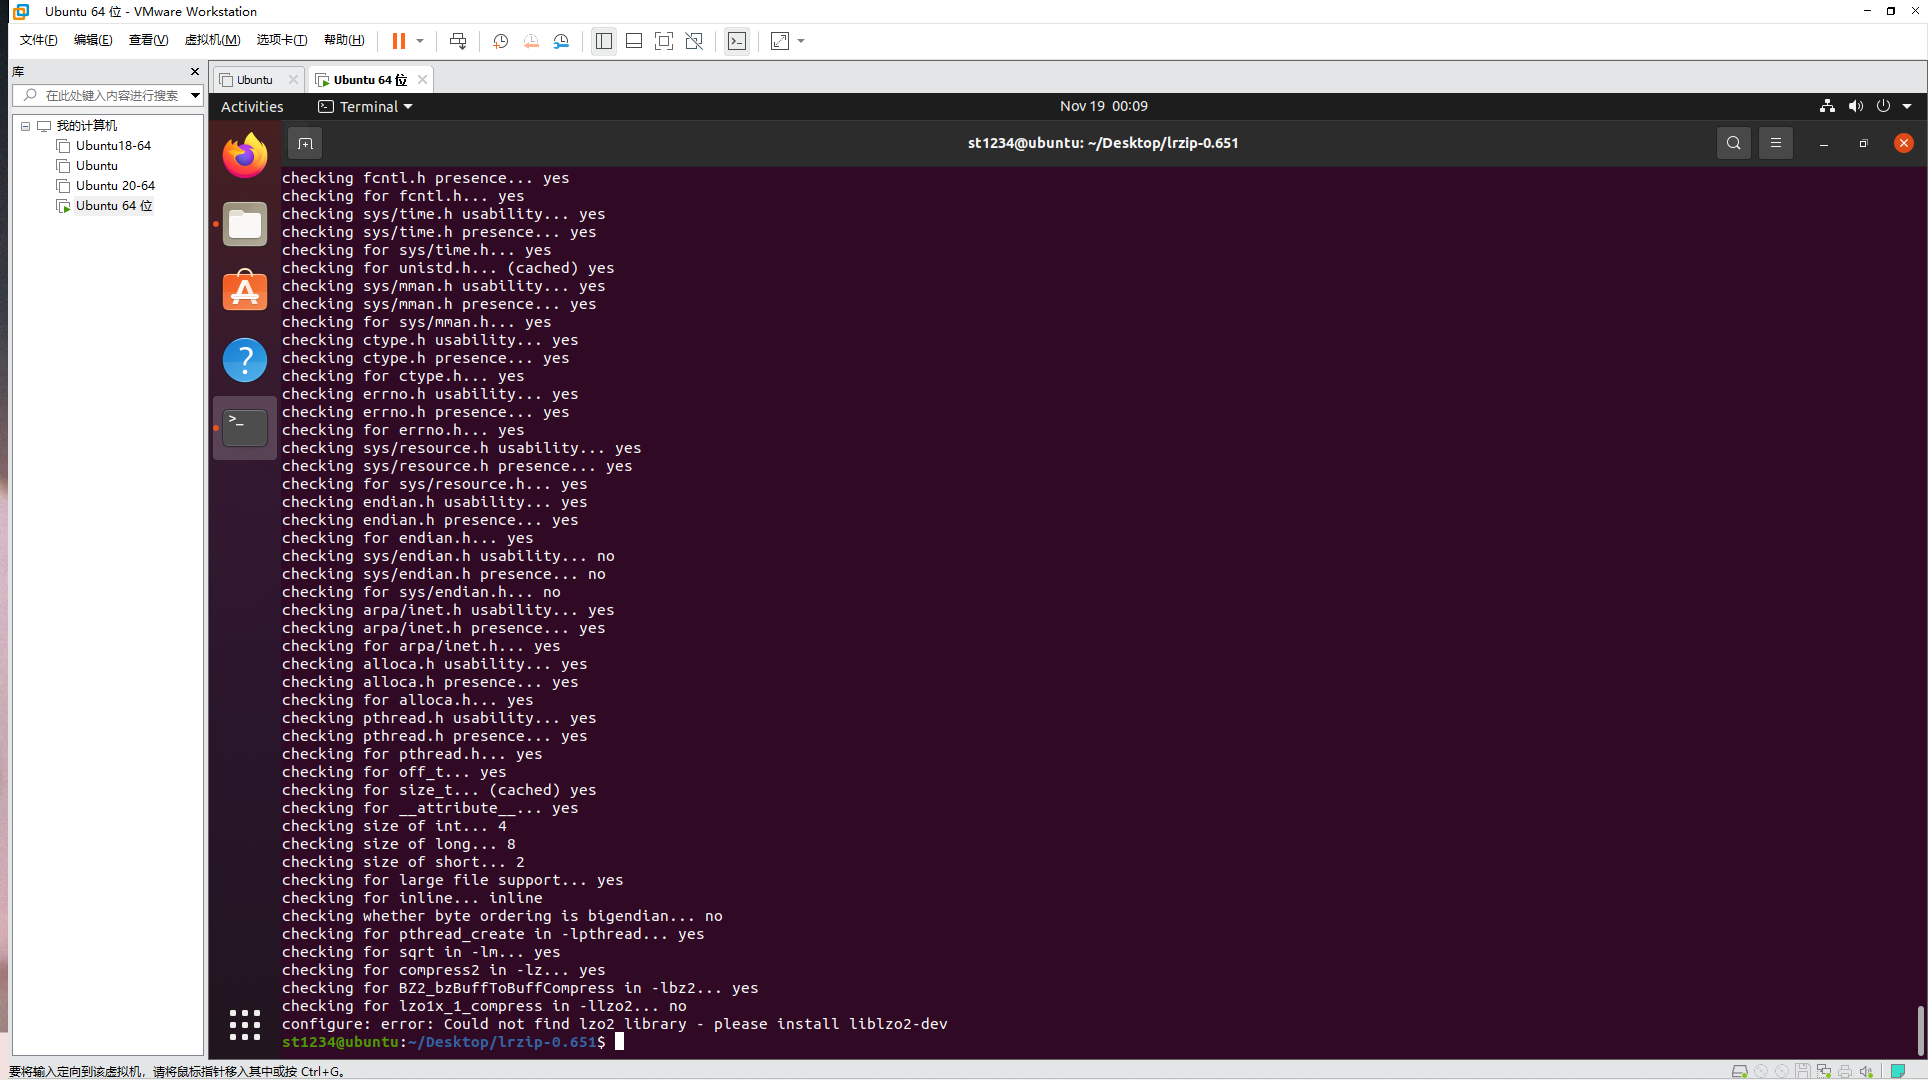 Ubuntu 64 位 - VMware Workstation
文件(F) 编辑(E) 查看(V) 虚拟机(M) 选项卡(T) 帮助(H)
库
在此处键入内容进行搜索
我的计算机
Ubuntu18-64
Ubuntu
Ubuntu 20-64
Ubuntu 64 位
Ubuntu
Ubuntu 64 位
Activities
Terminal
Nov 19 00:09
st1234@ubuntu: ~/Desktop/lrzip-0.651
checking fcntl.h presence... yes
checking for fcntl.h... yes
checking sys/time.h usability... yes
checking sys/time.h presence... yes
checking for sys/time.h... yes
checking for unistd.h... (cached) yes
checking sys/mman.h usability... yes
checking sys/mman.h presence... yes
checking for sys/mman.h... yes
checking ctype.h usability... yes
checking ctype.h presence... yes
checking for ctype.h... yes
checking errno.h usability... yes
checking errno.h presence... yes
checking for errno.h... yes
checking sys/resource.h usability... yes
checking sys/resource.h presence... yes
checking for sys/resource.h... yes
checking endian.h usability... yes
checking endian.h presence... yes
checking for endian.h... yes
checking sys/endian.h usability... no
checking sys/endian.h presence... no
checking for sys/endian.h... no
checking arpa/inet.h usability... yes
checking arpa/inet.h presence... yes
checking for arpa/inet.h... yes
checking alloca.h usability... yes
checking alloca.h presence... yes
checking for alloca.h... yes
checking pthread.h usability... yes
checking pthread.h presence... yes
checking for pthread.h... yes
checking for off_t... yes
checking for size_t... (cached) yes
checking for __attribute__... yes
checking size of int... 4
checking size of long... 8
checking size of short... 2
checking for large file support... yes
checking for inline... inline
checking whether byte ordering is bigendian... no
checking for pthread_create in -lpthread... yes
checking for sqrt in -lm... yes
checking for compress2 in -lz... yes
checking for BZ2_bzBuffToBuffCompress in -lbz2... yes
checking for lzo1x_1_compress in -llzo2... no
configure: error: Could not find lzo2 library - please install liblzo2-dev
st1234@ubuntu:~/Desktop/lrzip-0.651$
要将输入定向到该虚拟机，请将鼠标指针移入其中或按 Ctrl+G。